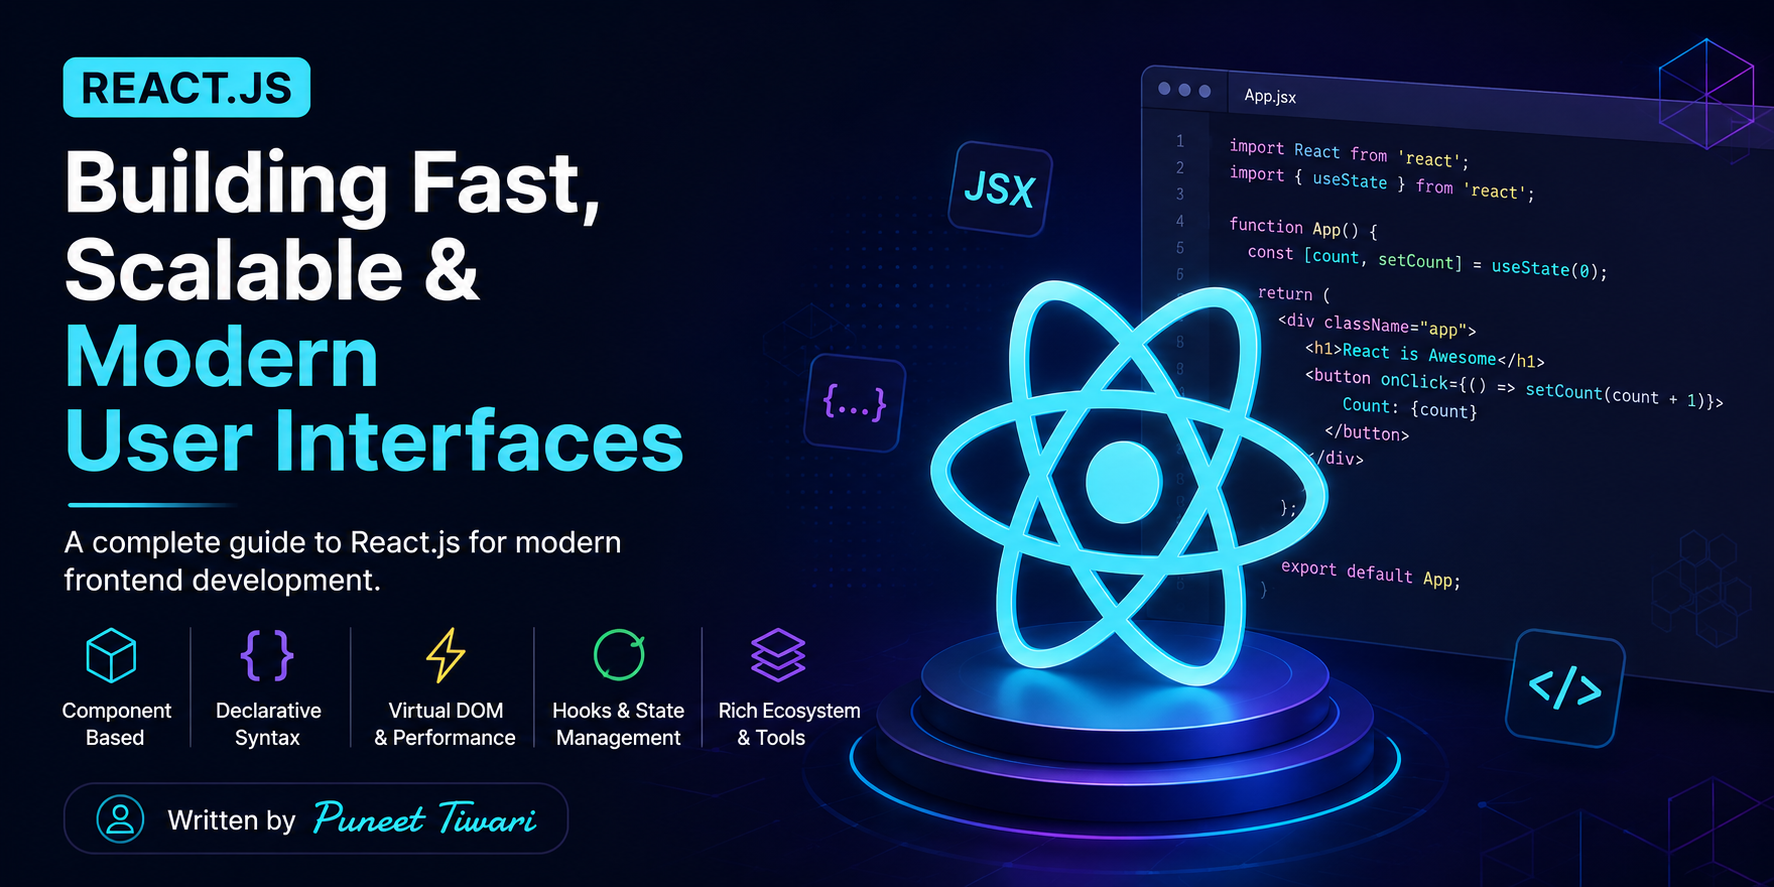 REACT.JS
Building Fast,
Scalable &
Modern
User Interfaces
A complete guide to React.js for modern
frontend development.
Component
Based
Declarative
Syntax
Virtual DOM
& Performance
Hooks & State
Management
Rich Ecosystem
& Tools
Written by Puneet Tiwari
JSX
{...}
App.jsx
1 import React from 'react';
2 import { useState } from 'react';
3
4 function App() {
5 const [count, setCount] = useState(0);
6
return (
<div className="app">
<h1>React is Awesome</h1>
<button onClick={() => setCount(count + 1)}>
Count: {count}
</button>
</div>
};
export default App;
}
</>